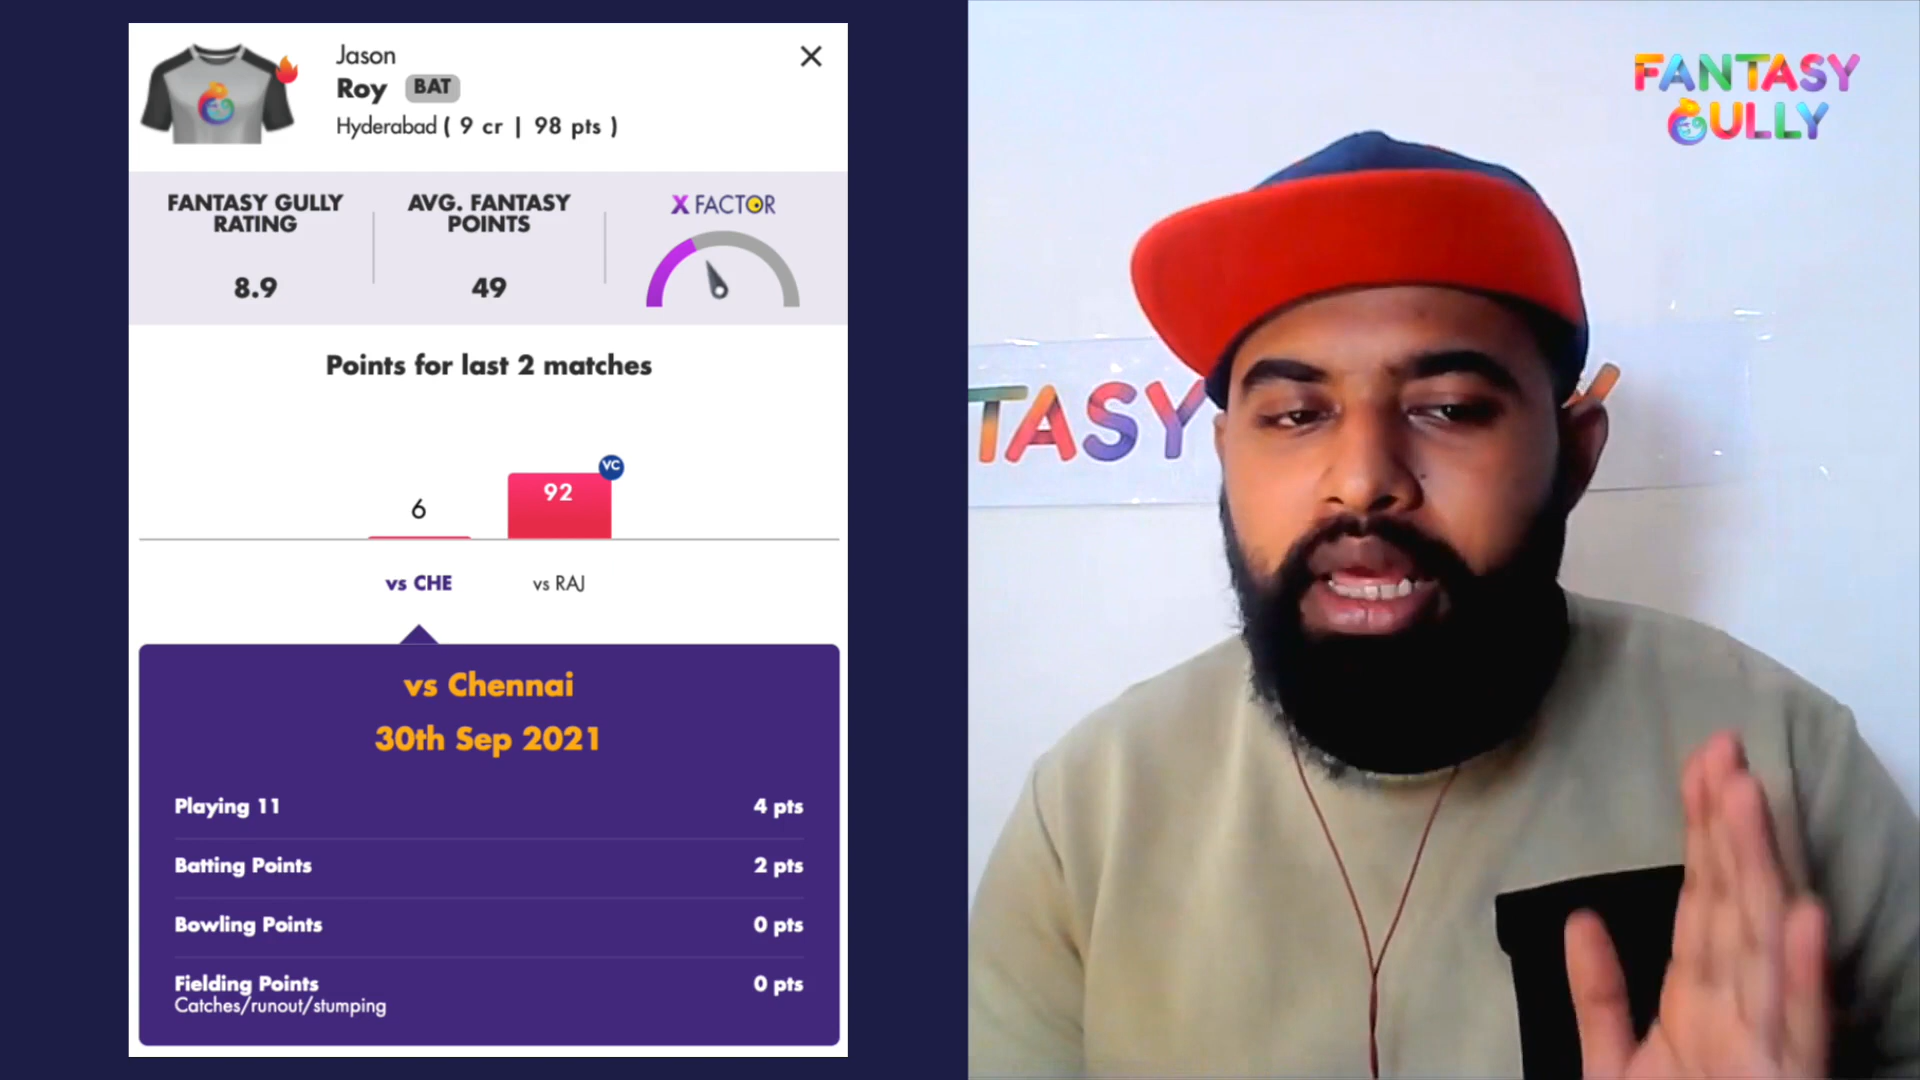 Jason
Roy BAT
Hyderabad ( 9 cr | 98 pts )
FANTASY GULLY
RATING
8.9
AVG. FANTASY
POINTS
49
X FACTOR
Points for last 2 matches
6
92
VC
vs CHE
vs RAJ
vs Chennai
30th Sep 2021
Playing 11 4 pts
Batting Points 2 pts
Bowling Points 0 pts
Fielding Points 0 pts
Catches/runout/stumping
FANTASY
GULLY
TASY